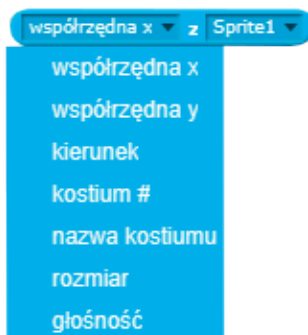 współrzędna x z Sprite1
współrzędna x
współrzędna y
kierunek
kostium #
nazwa kostiumu
rozmiar
głośność